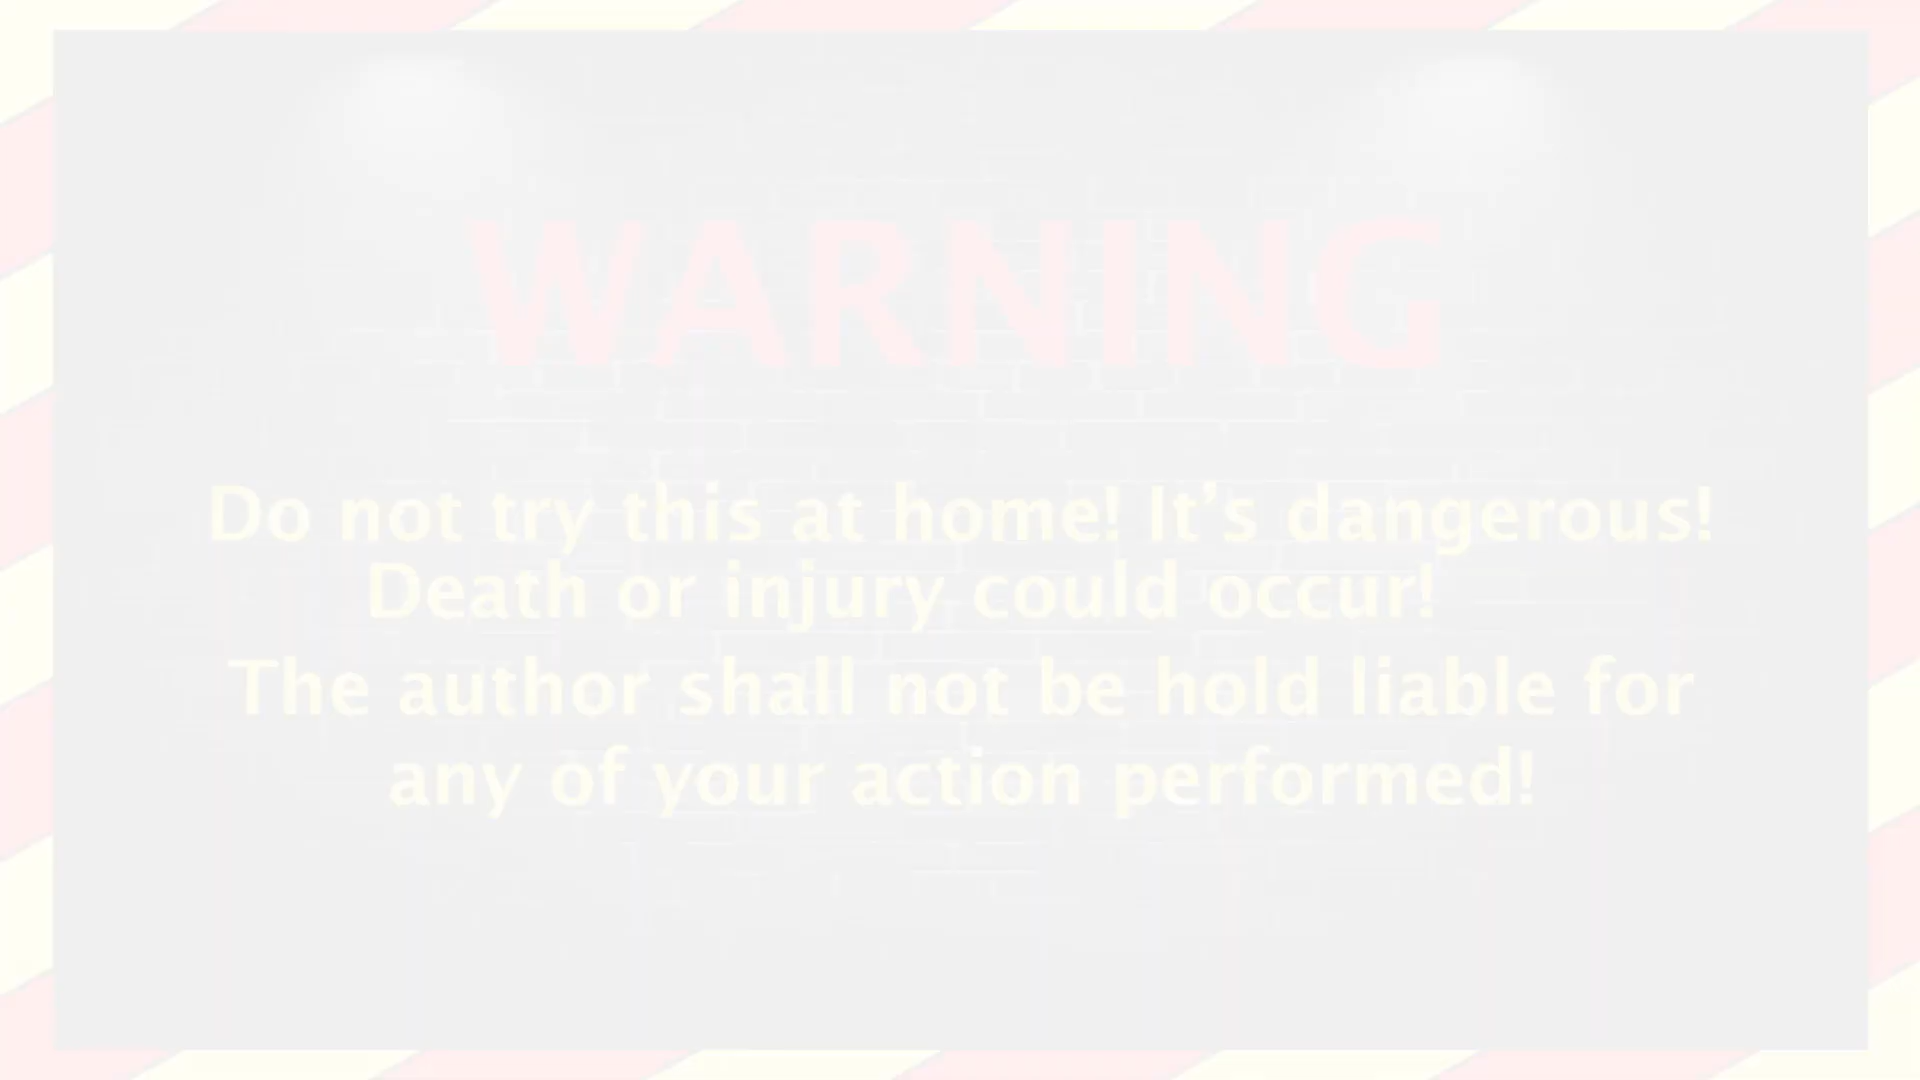 WARNING
Do not try this at home! It's dangerous!
Death or injury could occur!
The author shall not be hold liable for
any of your action performed!